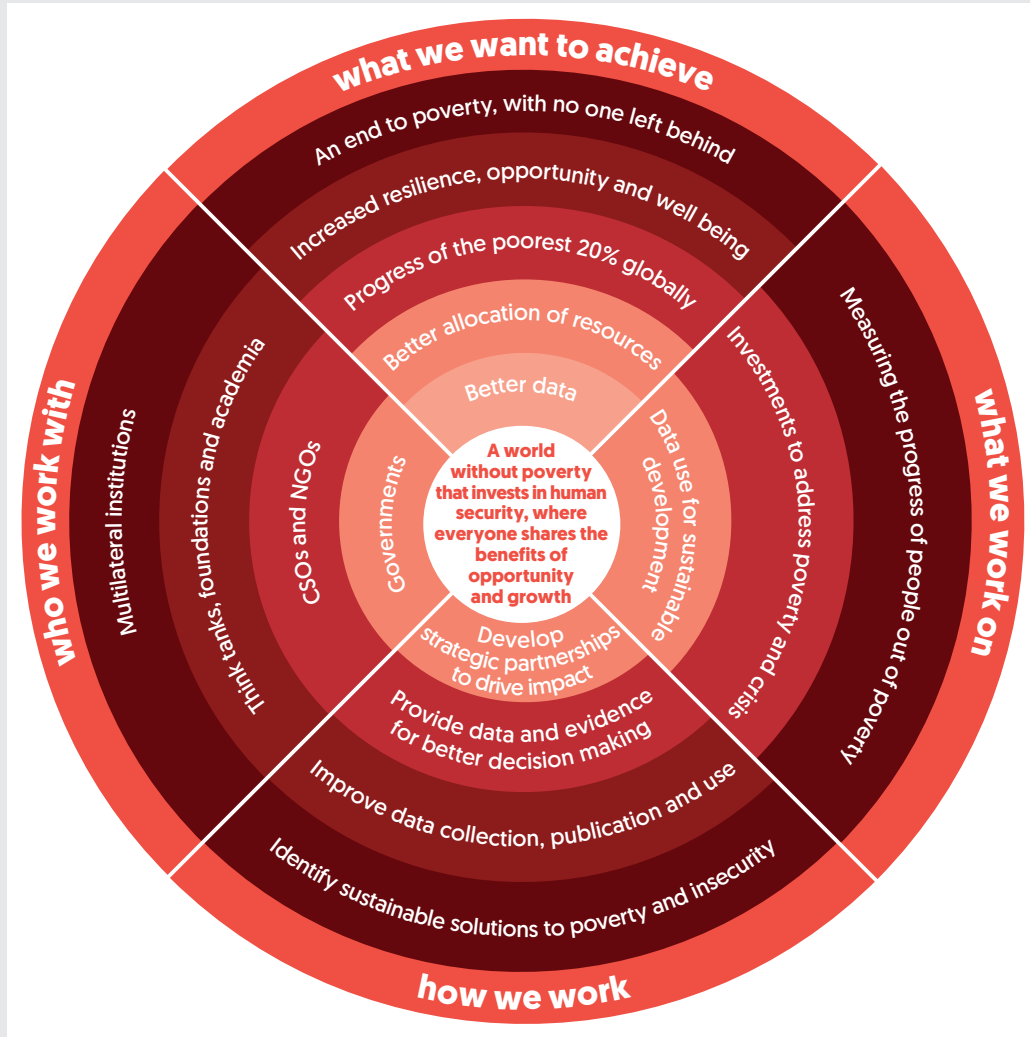 what we want to achieve
An end to poverty, with no one left behind
Increased resilience, opportunity and well being
Progress of the poorest 20% globally
Better allocation of resources
Better data
what we work on
Measuring the progress of people out of poverty
Investments to address poverty and crisis
Data use for sustainable
development
how we work
Develop
strategic partnerships
to drive impact
Provide data and evidence
for better decision making
Improve data collection, publication and use
Identify sustainable solutions to poverty and insecurity
who we work with
Multilateral institutions
Think tanks, foundations and academia
CSOs and NGOs
Governments
A world
without poverty
that invests in human
security, where
everyone shares the
benefits of
opportunity
and growth